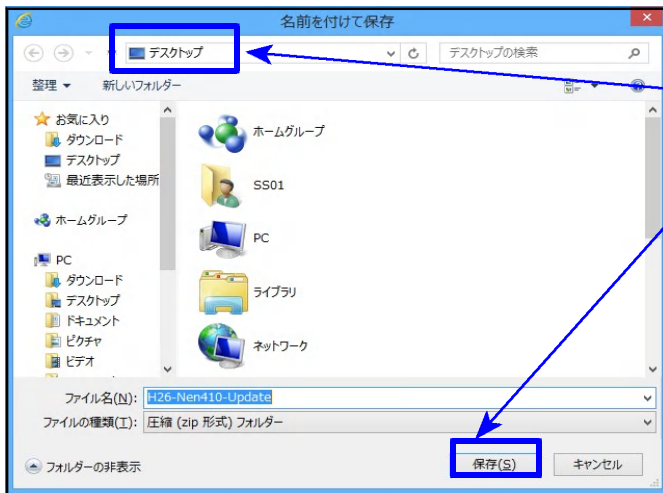 名前を付けて保存
デスクトップ
デスクトップの検索
整理
新しいフォルダー
お気に入り
ダウンロード
デスクトップ
最近表示した場所
ホームグループ
PC
ダウンロード
デスクトップ
ドキュメント
ピクチャ
ビデオ
ホームグループ
SS01
PC
ライブラリ
ネットワーク
ファイル名(N): H26-Nen410-Update
ファイルの種類(T): 圧縮 (zip 形式) フォルダー
フォルダーの非表示
保存(S)
キャンセル